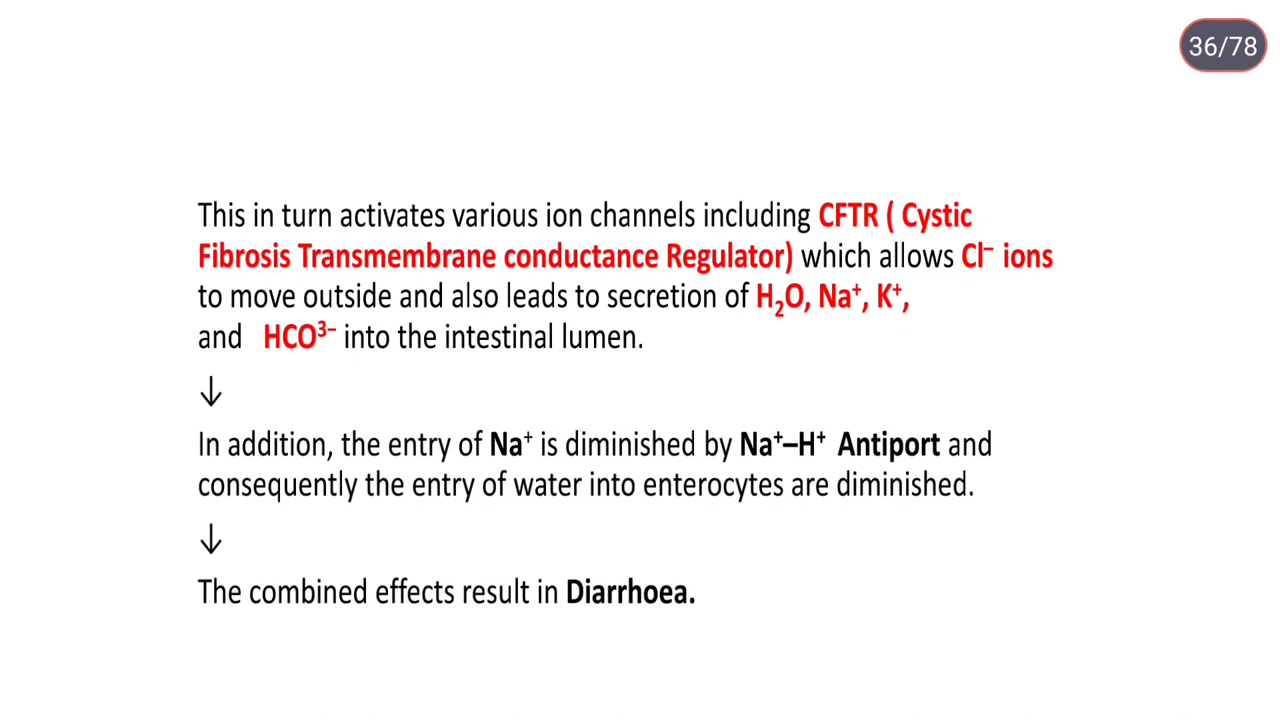 36/78
This in turn activates various ion channels including CFTR ( Cystic
Fibrosis Transmembrane conductance Regulator) which allows Cl⁻ ions
to move outside and also leads to secretion of H₂O, Na⁺, K⁺,
and HCO³⁻ into the intestinal lumen.
↓
In addition, the entry of Na⁺ is diminished by Na⁺–H⁺ Antiport and
consequently the entry of water into enterocytes are diminished.
↓
The combined effects result in Diarrhoea.